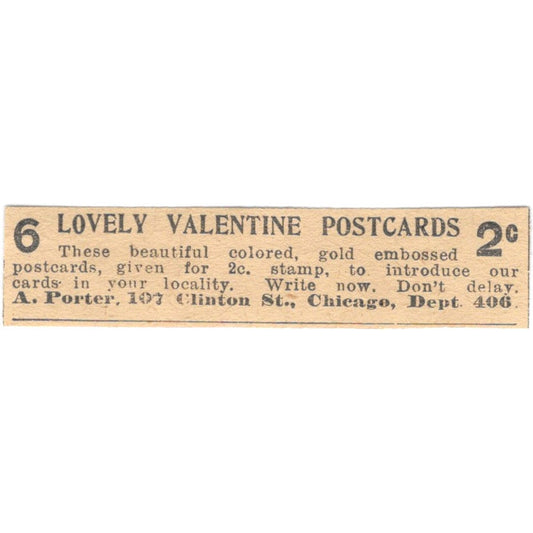 6 LOVELY VALENTINE POSTCARDS 2c
These beautiful colored, gold embossed
postcards, given for 2c. stamp, to introduce our
cards in your locality. Write now. Don't delay.
A. Porter, 107 Clinton St., Chicago, Dept. 406.